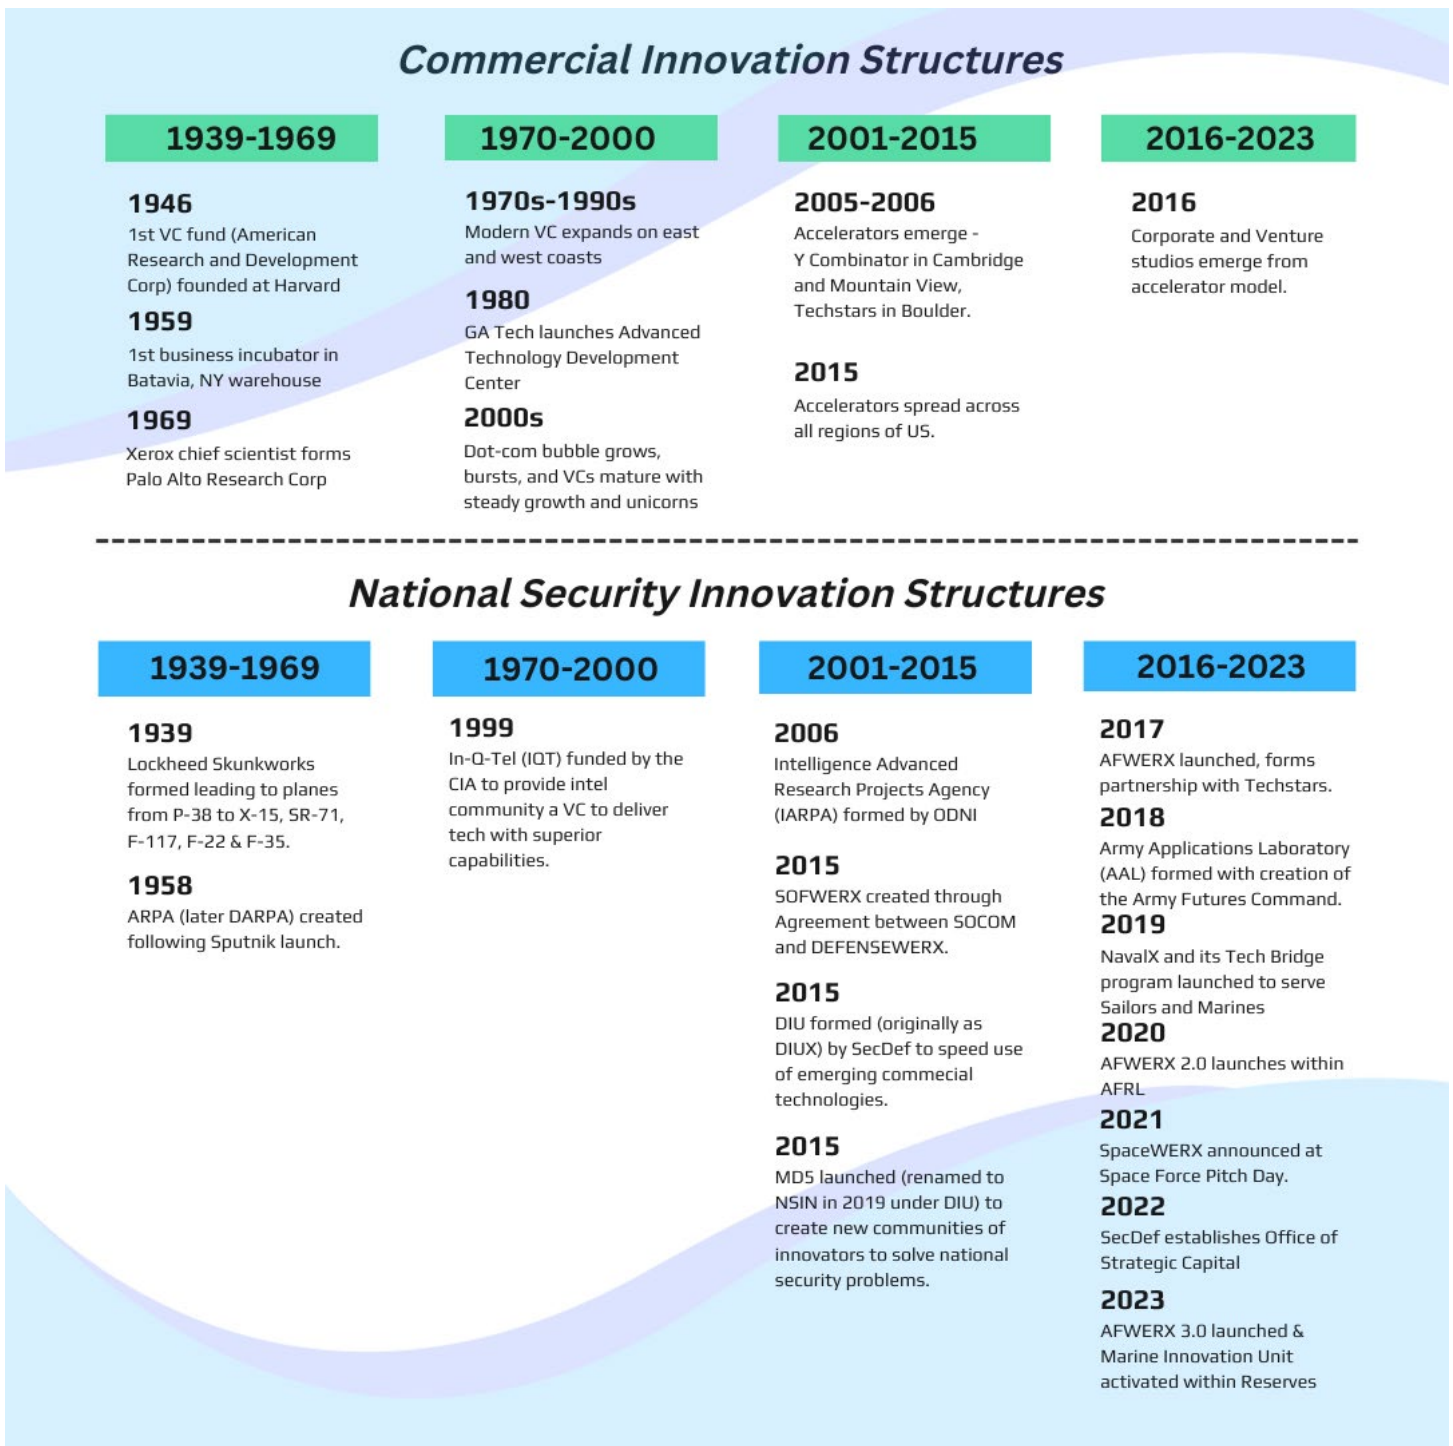 Commercial Innovation Structures
1939-1969
1946
1st VC fund (American
Research and Development
Corp) founded at Harvard
1959
1st business incubator in
Batavia, NY warehouse
1969
Xerox chief scientist forms
Palo Alto Research Corp
1970-2000
1970s-1990s
Modern VC expands on east
and west coasts
1980
GA Tech launches Advanced
Technology Development
Center
2000s
Dot-com bubble grows,
bursts, and VCs mature with
steady growth and unicorns
2001-2015
2005-2006
Accelerators emerge -
Y Combinator in Cambridge
and Mountain View,
Techstars in Boulder.
2015
Accelerators spread across
all regions of US.
2016-2023
2016
Corporate and Venture
studios emerge from
accelerator model.
National Security Innovation Structures
1939-1969
1939
Lockheed Skunkworks
formed leading to planes
from P-38 to X-15, SR-71,
F-117, F-22 & F-35.
1958
ARPA (later DARPA) created
following Sputnik launch.
1970-2000
1999
In-Q-Tel (IQT) funded by the
CIA to provide intel
community a VC to deliver
tech with superior
capabilities.
2001-2015
2006
Intelligence Advanced
Research Projects Agency
(IARPA) formed by ODNI
2015
SOFWERX created through
Agreement between SOCOM
and DEFENSEWERX.
2015
DIU formed (originally as
DIUX) by SecDef to speed use
of emerging commecial
technologies.
2015
MD5 launched (renamed to
NSIN in 2019 under DIU) to
create new communities of
innovators to solve national
security problems.
2016-2023
2017
AFWERX launched, forms
partnership with Techstars.
2018
Army Applications Laboratory
(AAL) formed with creation of
the Army Futures Command.
2019
NavalX and its Tech Bridge
program launched to serve
Sailors and Marines
2020
AFWERX 2.0 launches within
AFRL
2021
SpaceWERX announced at
Space Force Pitch Day.
2022
SecDef establishes Office of
Strategic Capital
2023
AFWERX 3.0 launched &
Marine Innovation Unit
activated within Reserves